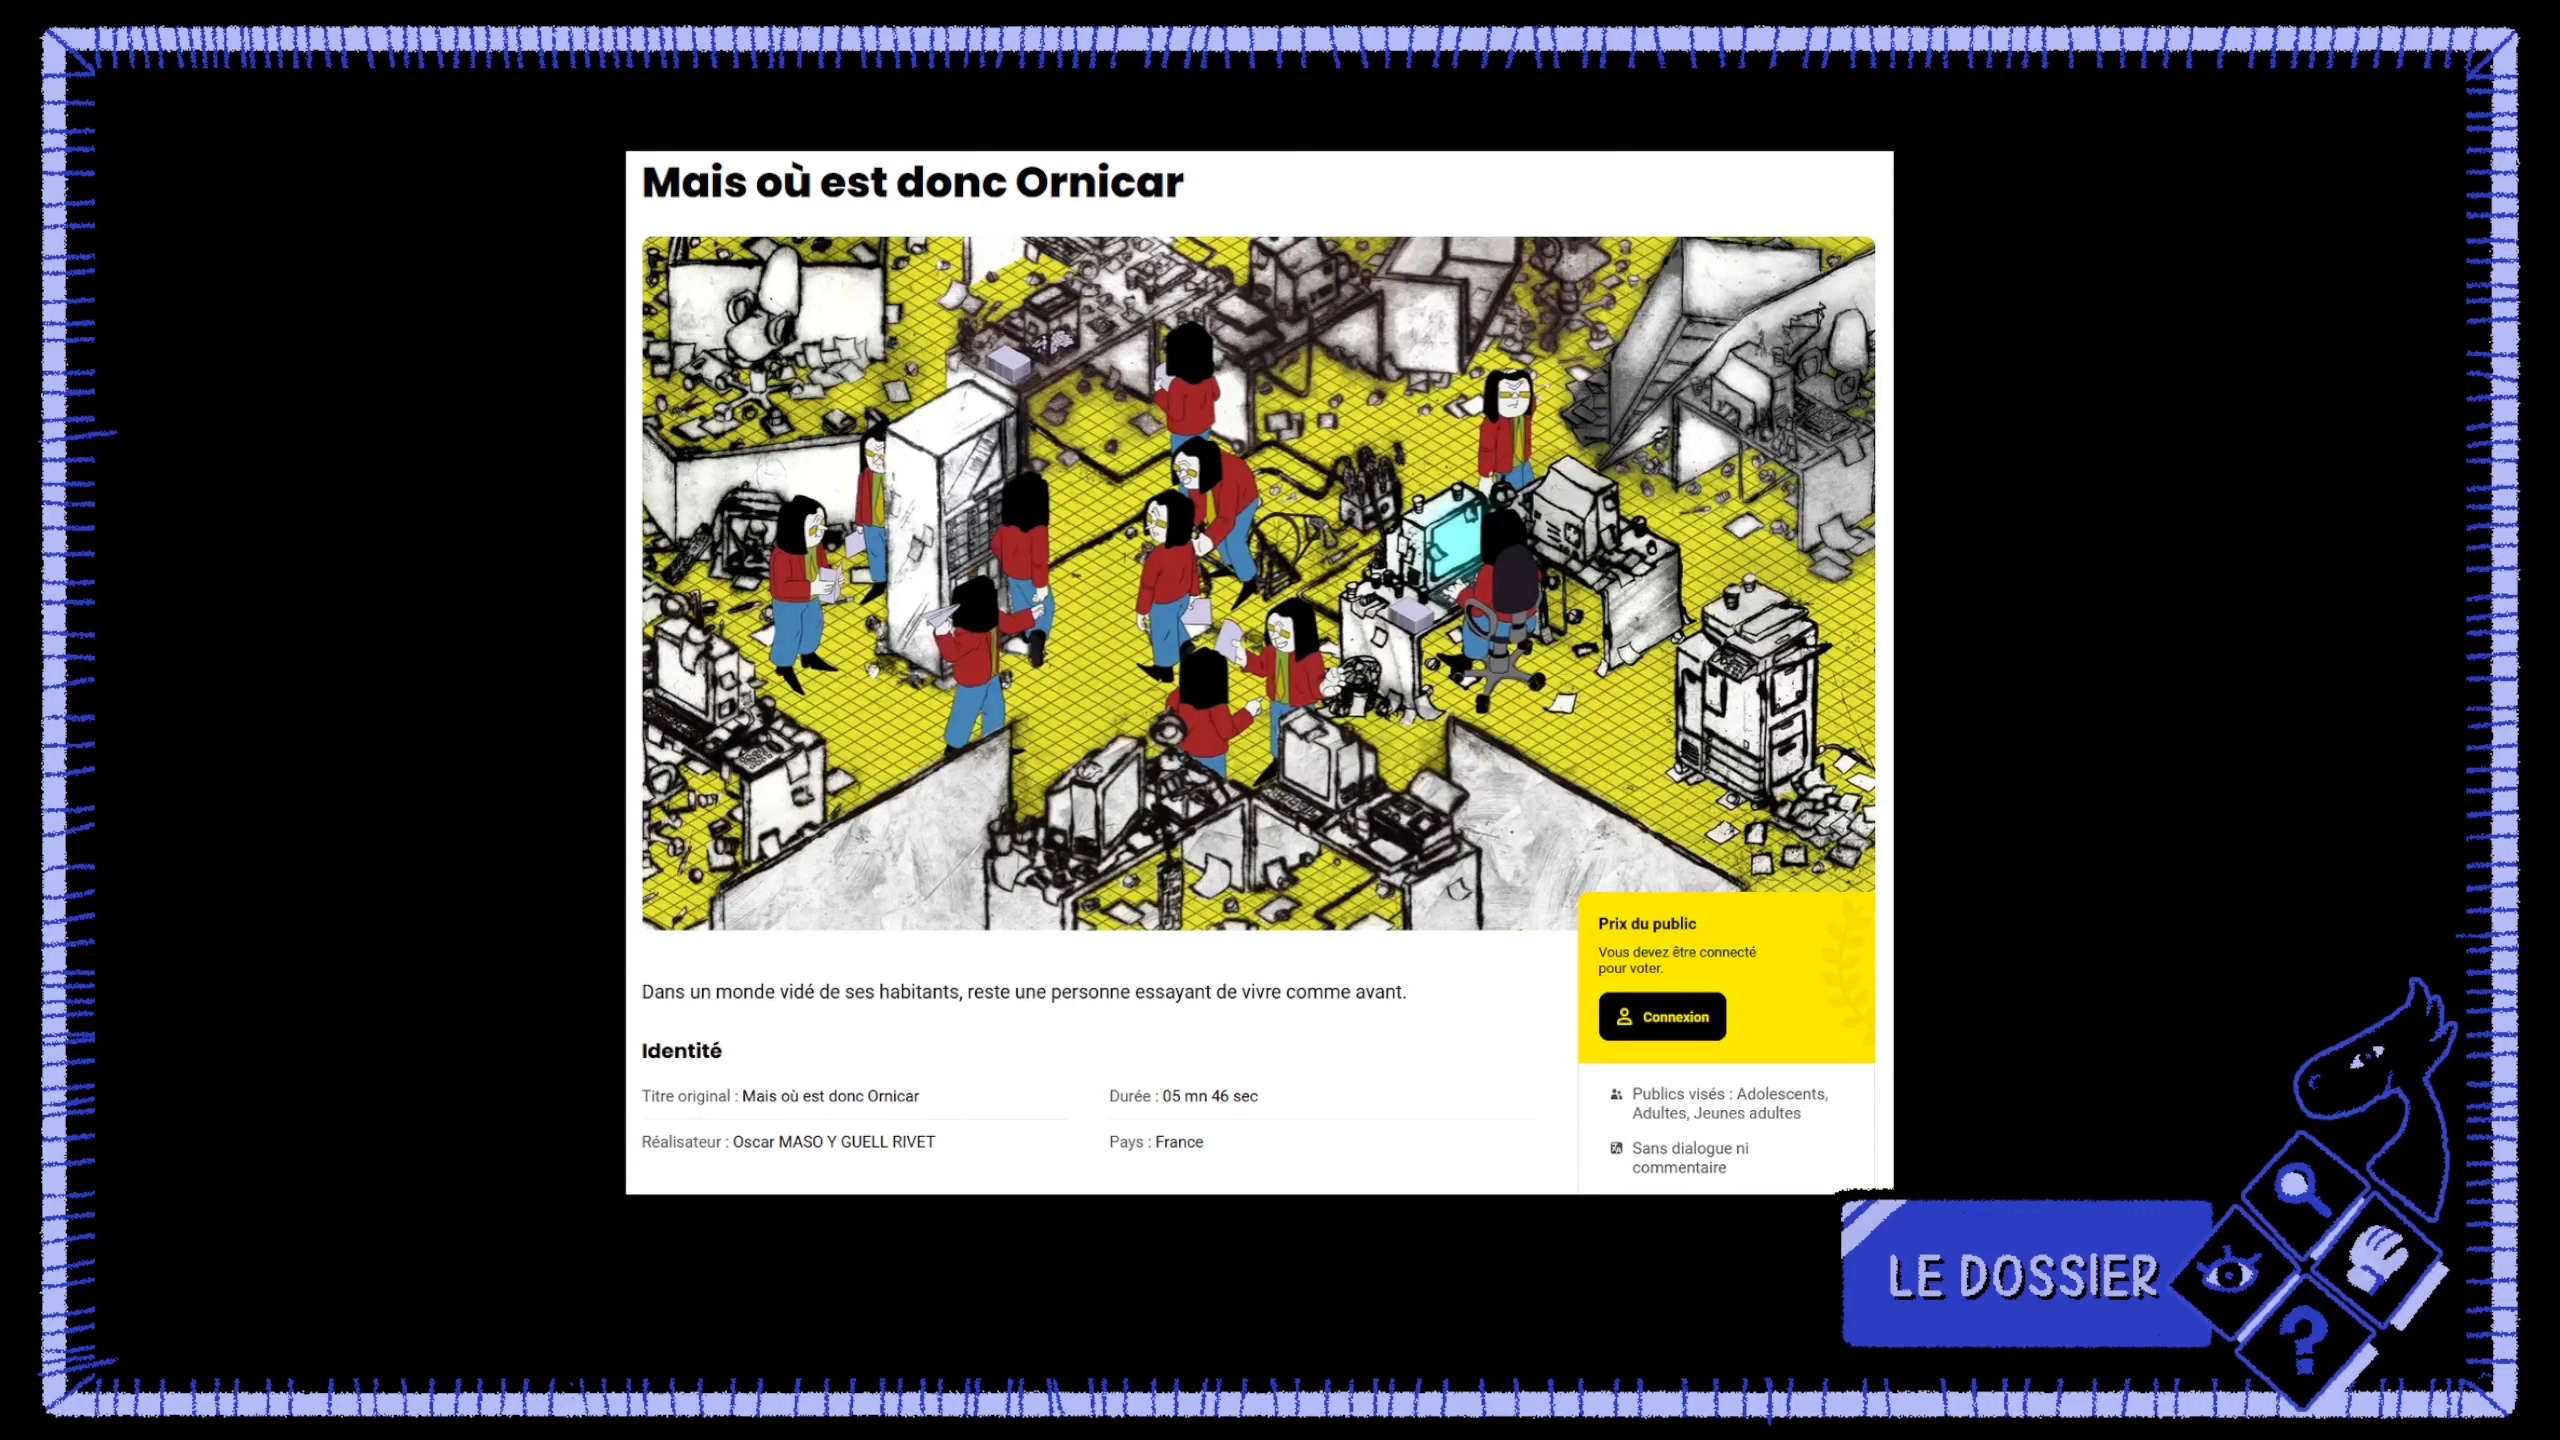 Mais où est donc Ornicar
Prix du public
Vous devez être connecté
pour voter.
Connexion
Dans un monde vidé de ses habitants, reste une personne essayant de vivre comme avant.
Identité
Titre original : Mais où est donc Ornicar
Durée : 05 mn 46 sec
Réalisateur : Oscar MASO Y GUELL RIVET
Pays : France
Publics visés : Adolescents,
Adultes, Jeunes adultes
Sans dialogue ni
commentaire
LE DOSSIER
?